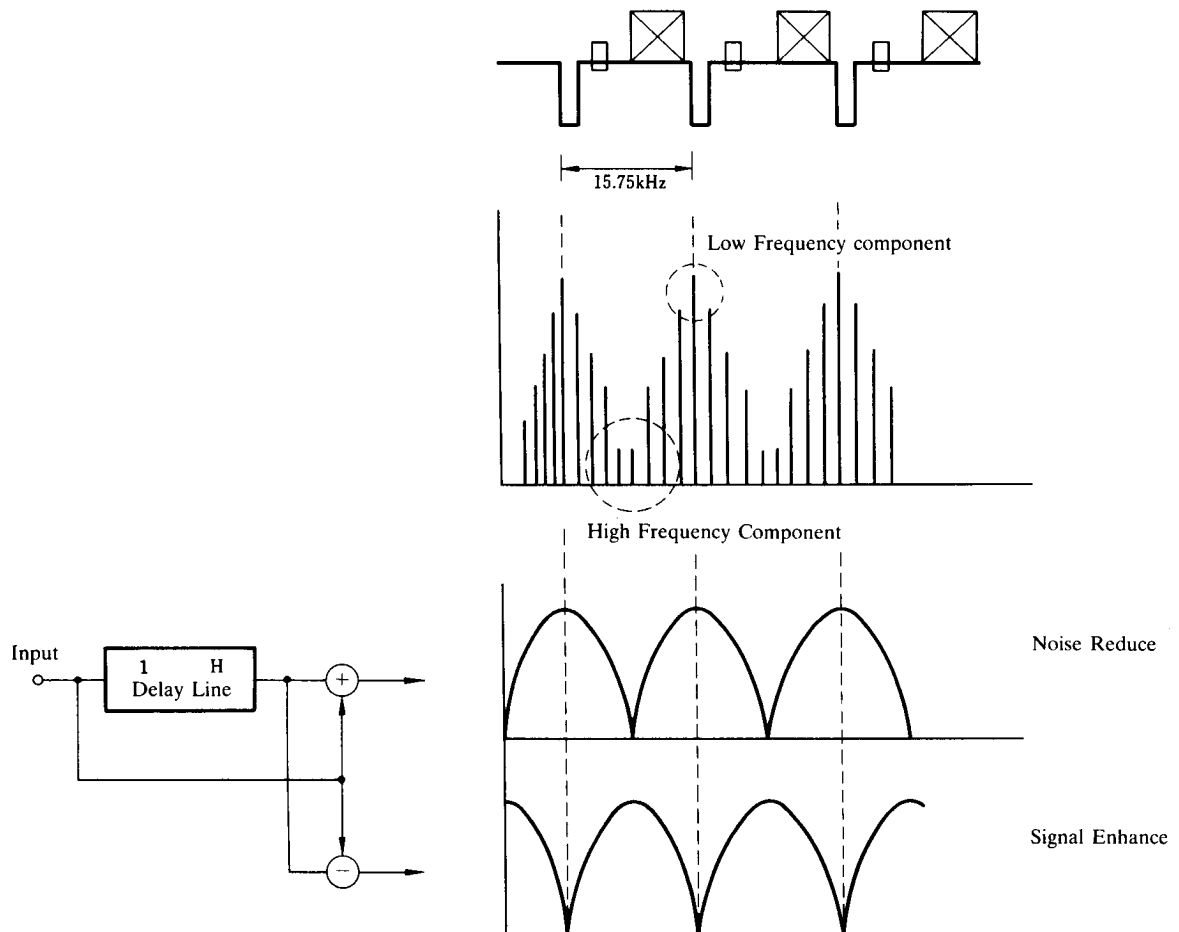 15.75kHz
Low Frequency component
High Frequency Component
Noise Reduce
Input
1 H
Delay Line
+
−
Signal Enhance